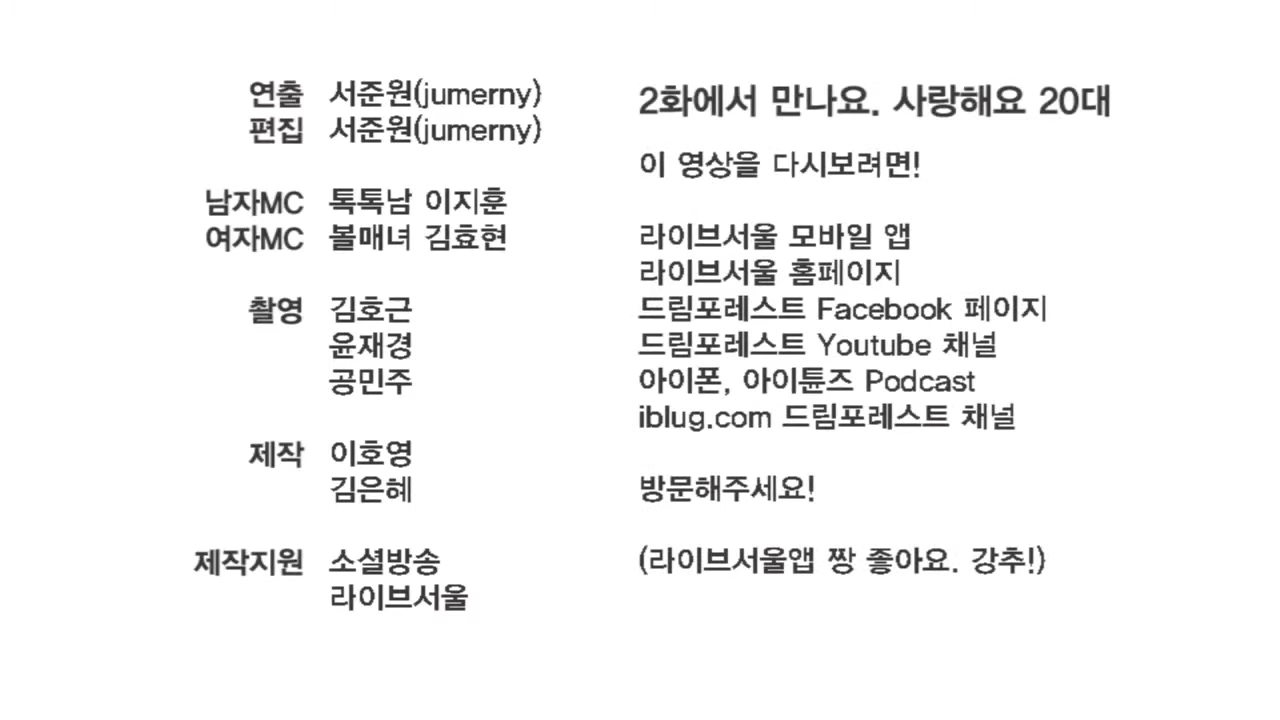 연출 서준원(jumerny)
편집 서준원(jumerny)
남자MC 톡톡남 이지훈
여자MC 볼매녀 김효현
촬영 김호근
윤재경
공민주
제작 이호영
김은혜
제작지원 소셜방송
라이브서울
2화에서 만나요. 사랑해요 20대
이 영상을 다시보려면!
라이브서울 모바일 앱
라이브서울 홈페이지
드림포레스트 Facebook 페이지
드림포레스트 Youtube 채널
아이폰, 아이튠즈 Podcast
iblug.com 드림포레스트 채널
방문해주세요!
(라이브서울앱 짱 좋아요. 강추!)